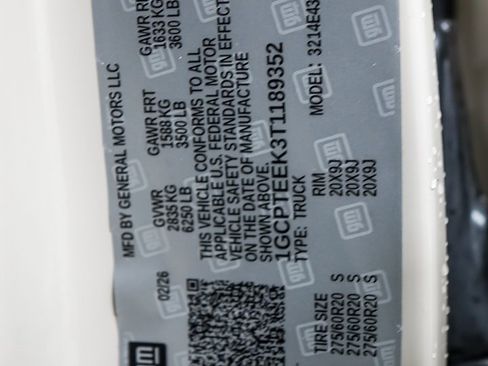 MFD BY GENERAL MOTORS LLC
02/26
GVWR
2835 KG
6250 LB
GAWR FRT
1588 KG
3500 LB
GAWR RR
1633 KG
3600 LB
THIS VEHICLE CONFORMS TO ALL
APPLICABLE U.S. FEDERAL MOTOR
VEHICLE SAFETY STANDARDS IN EFFECT
ON THE DATE OF MANUFACTURE
SHOWN ABOVE.
1GCPTEEK3T1189352
TYPE: TRUCK
MODEL: 3214E43
TIRE SIZE
RIM
275/60R20 S
20X9J
275/60R20 S
20X9J
275/60R20 S
20X9J
gm